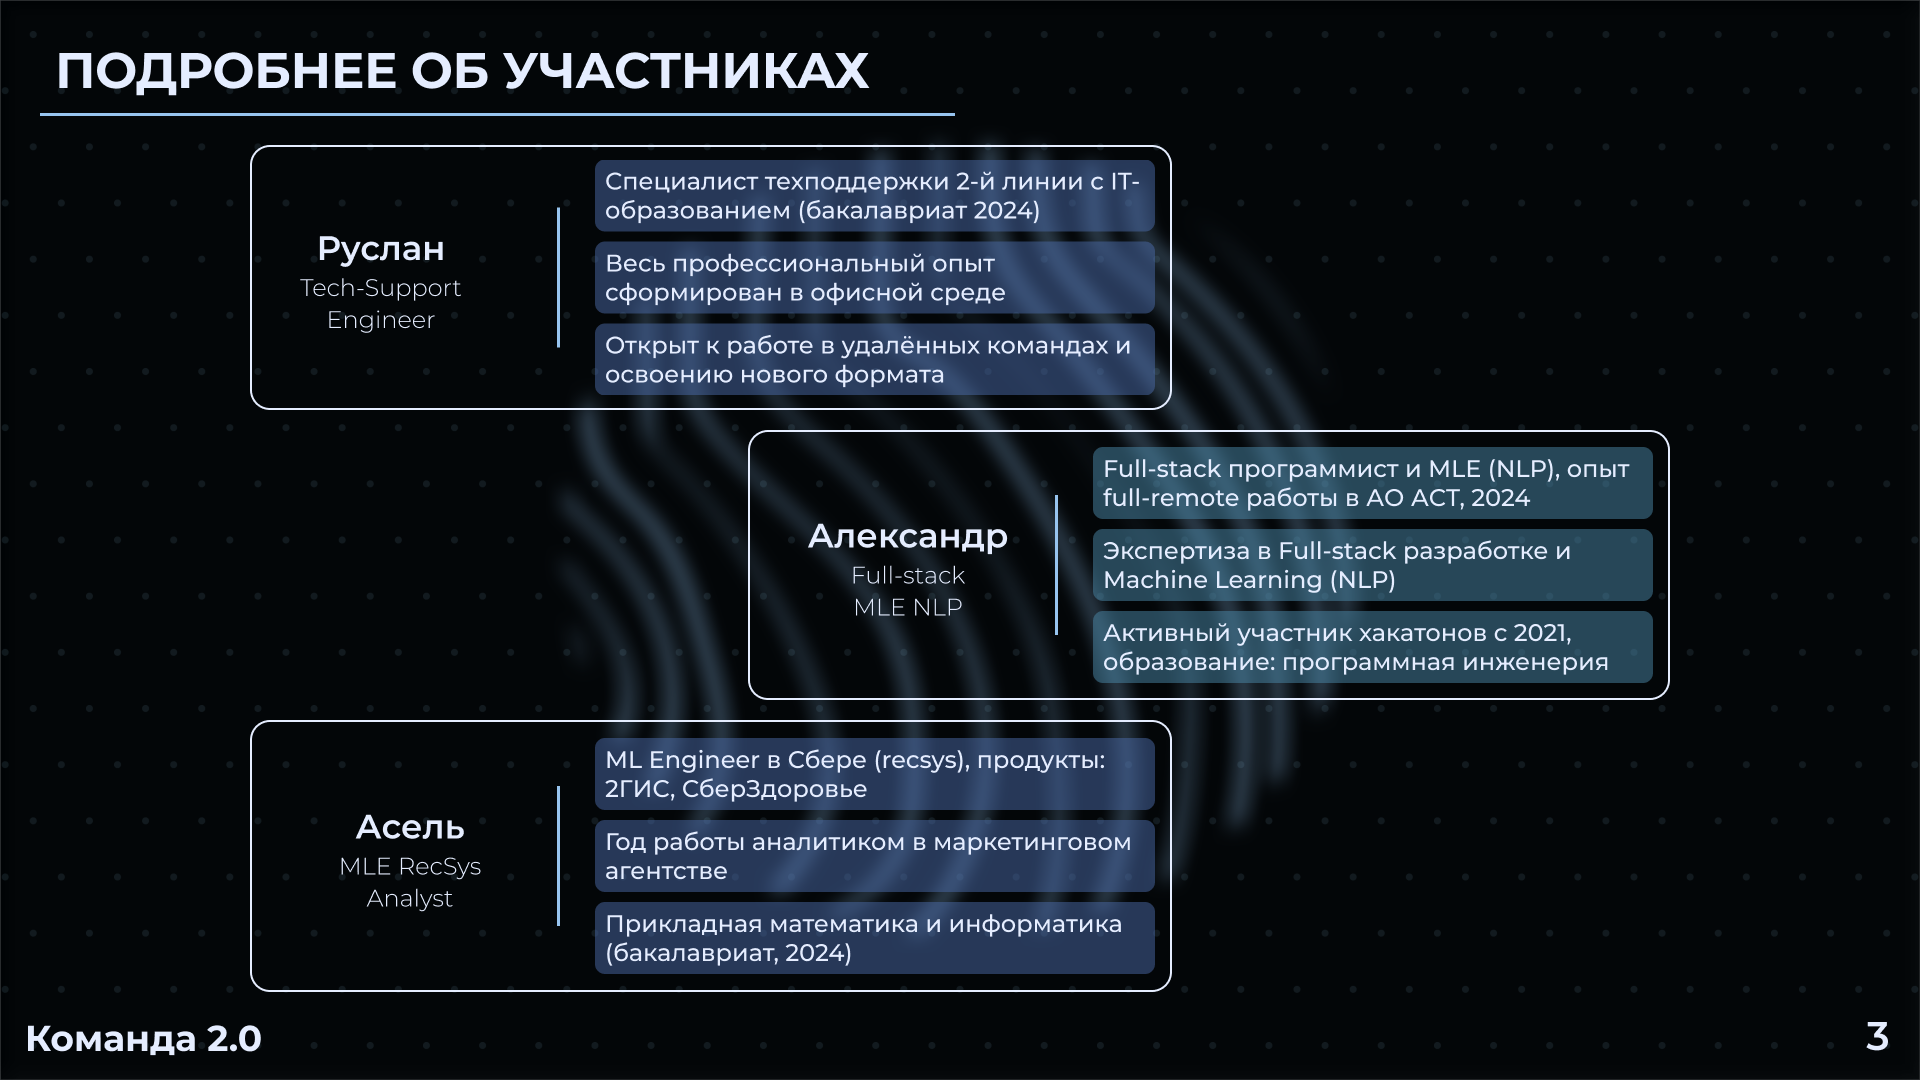 ПОДРОБНЕЕ ОБ УЧАСТНИКАХ
Руслан
Tech-Support
Engineer
Специалист техподдержки 2-й линии с IT-
образованием (бакалавриат 2024)
Весь профессиональный опыт
сформирован в офисной среде
Открыт к работе в удалённых командах и
освоению нового формата
Александр
Full-stack
MLE NLP
Full-stack программист и MLE (NLP), опыт
full-remote работы в АО АСТ, 2024
Экспертиза в Full-stack разработке и
Machine Learning (NLP)
Активный участник хакатонов с 2021,
образование: программная инженерия
Асель
MLE RecSys
Analyst
ML Engineer в Сбере (recsys), продукты:
2ГИС, СберЗдоровье
Год работы аналитиком в маркетинговом
агентстве
Прикладная математика и информатика
(бакалавриат, 2024)
Команда 2.0
3